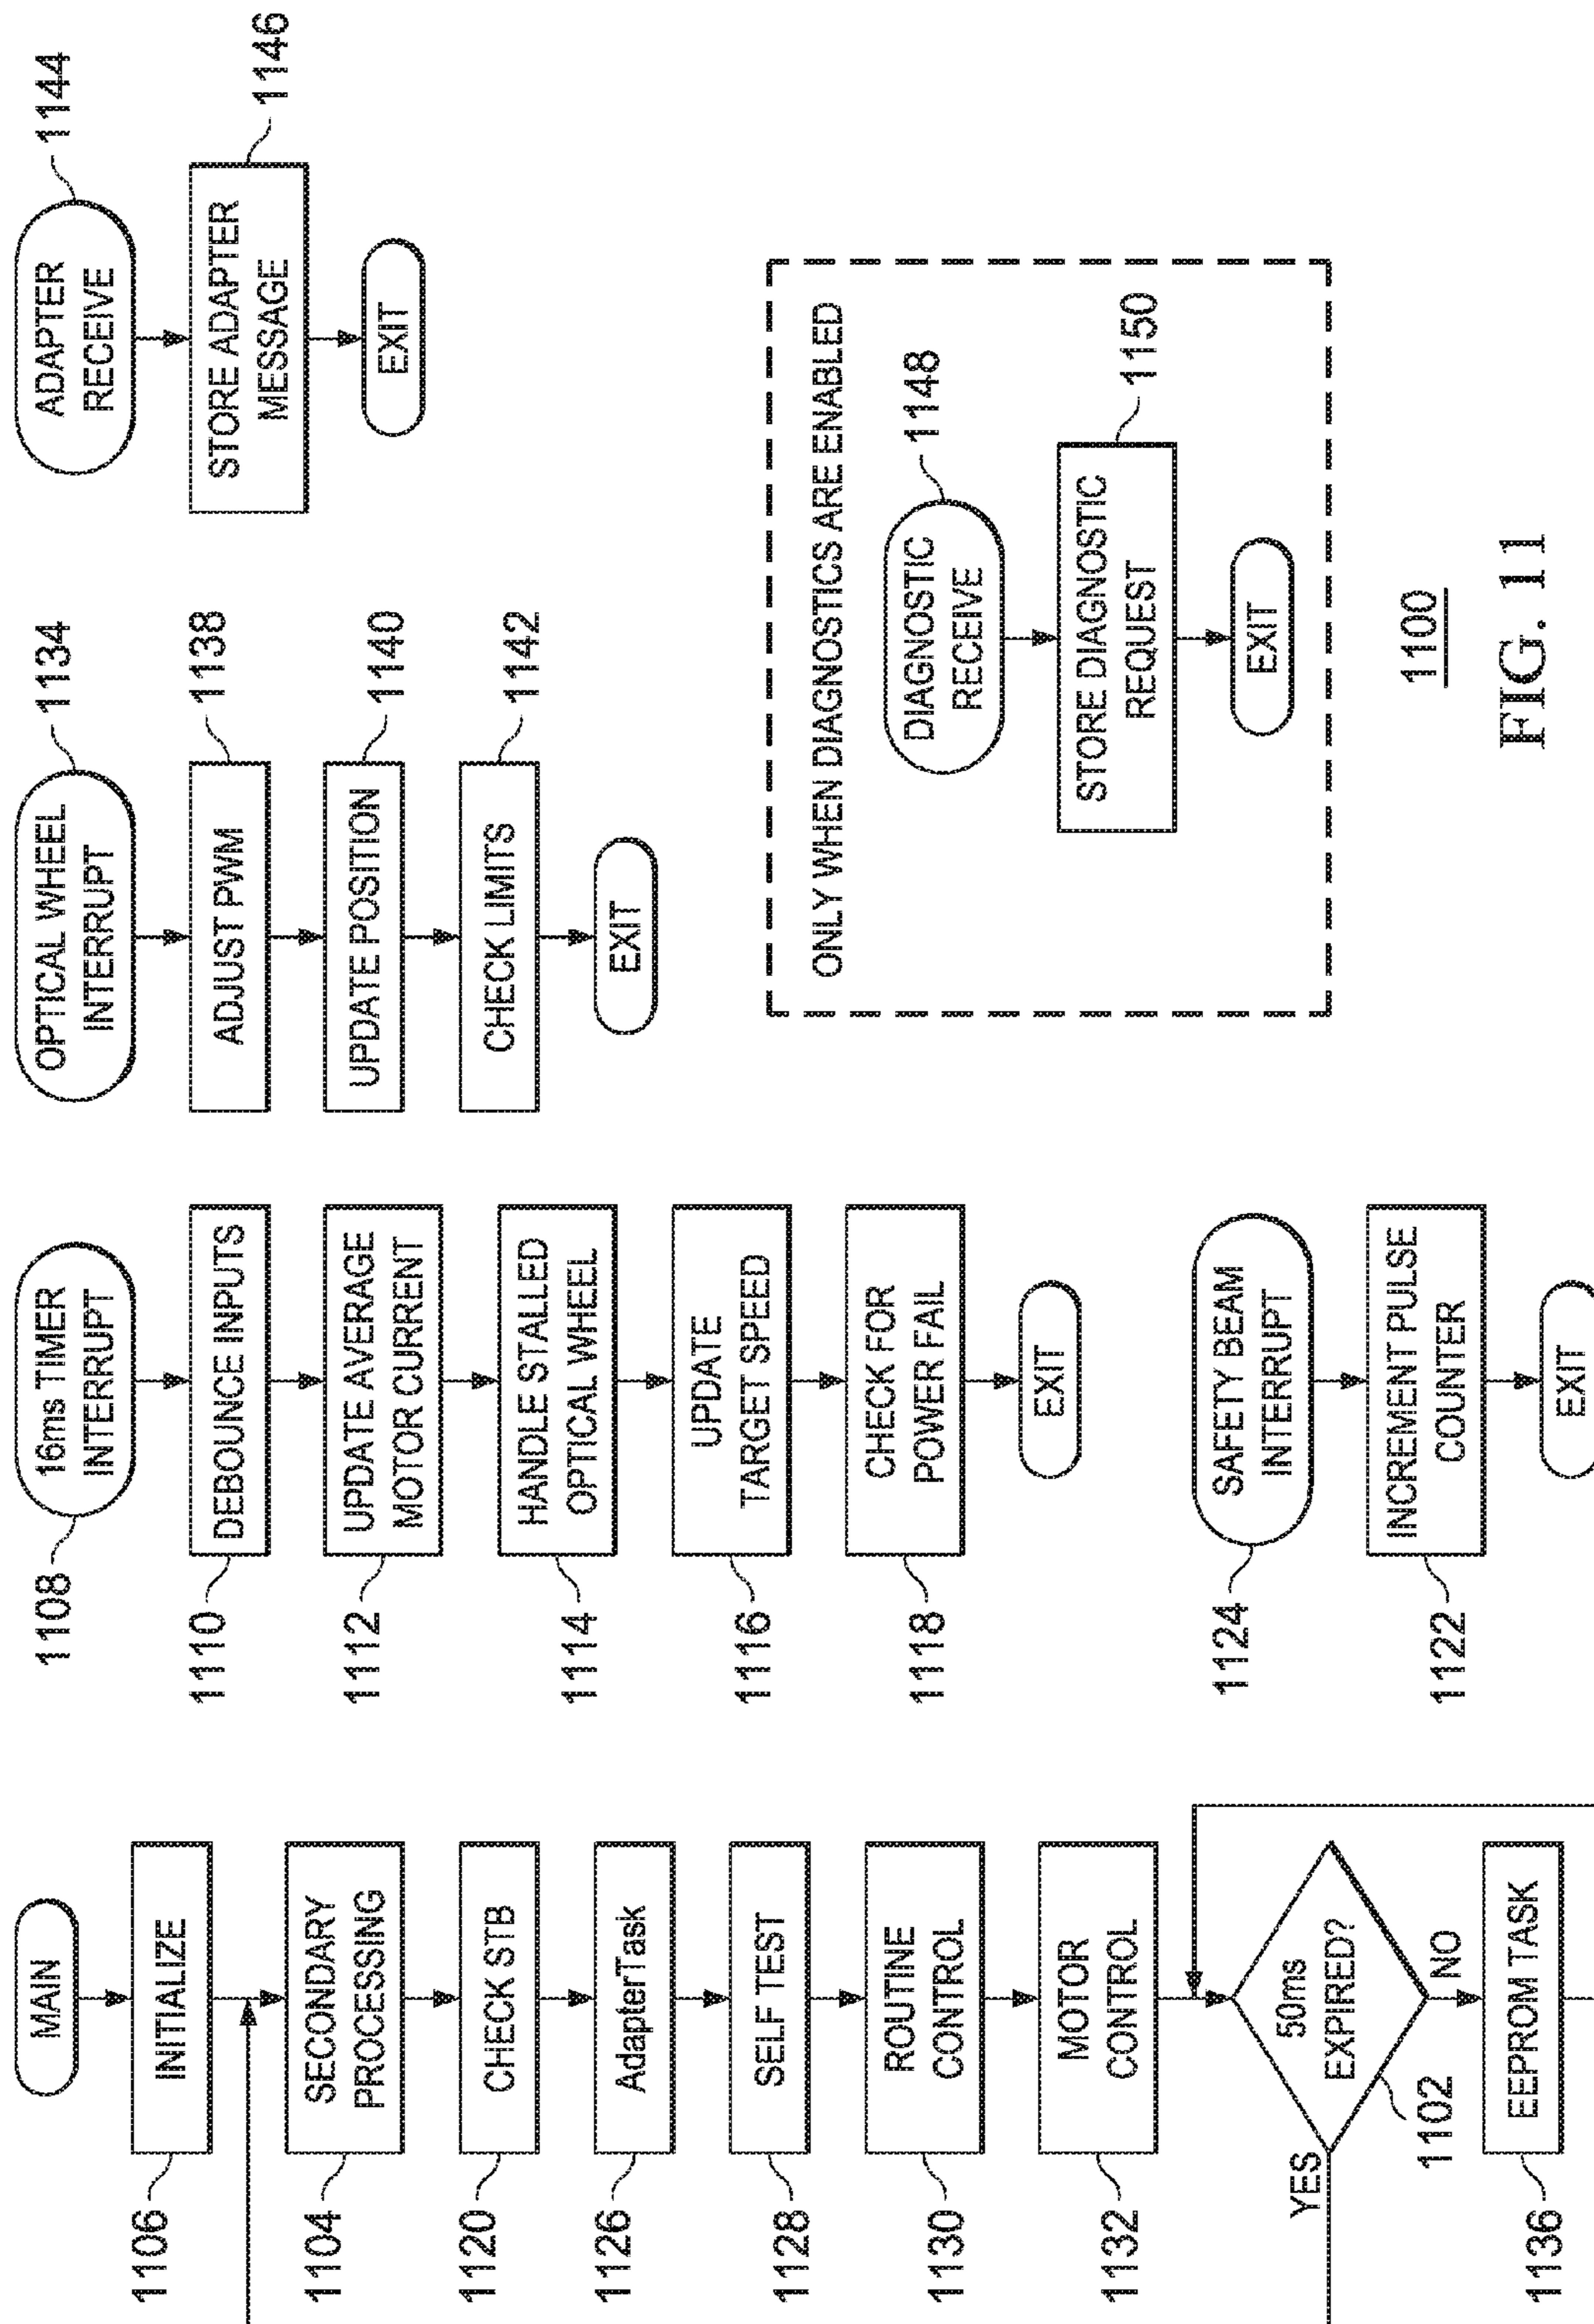 MAIN
1106
INITIALIZE
1104
SECONDARY
PROCESSING
1120
CHECK STB
1126
AdapterTask
1128
SELF TEST
1130
ROUTINE
CONTROL
1132
MOTOR
CONTROL
50ms
EXPIRED?
YES
NO
1102
1136
EEPROM TASK
1108
16ms TIMER
INTERRUPT
1110
DEBOUNCE INPUTS
1112
UPDATE AVERAGE
MOTOR CURRENT
1114
HANDLE STALLED
OPTICAL WHEEL
1116
UPDATE
TARGET SPEED
1118
CHECK FOR
POWER FAIL
EXIT
1124
SAFETY BEAM
INTERRUPT
1122
INCREMENT PULSE
COUNTER
EXIT
OPTICAL WHEEL
INTERRUPT
1134
ADJUST PWM
1138
UPDATE POSITION
1140
CHECK LIMITS
1142
EXIT
ADAPTER
RECEIVE
1144
STORE ADAPTER
MESSAGE
1146
EXIT
ONLY WHEN DIAGNOSTICS ARE ENABLED
DIAGNOSTIC
RECEIVE
1148
STORE DIAGNOSTIC
REQUEST
1150
EXIT
1100
FIG. 11